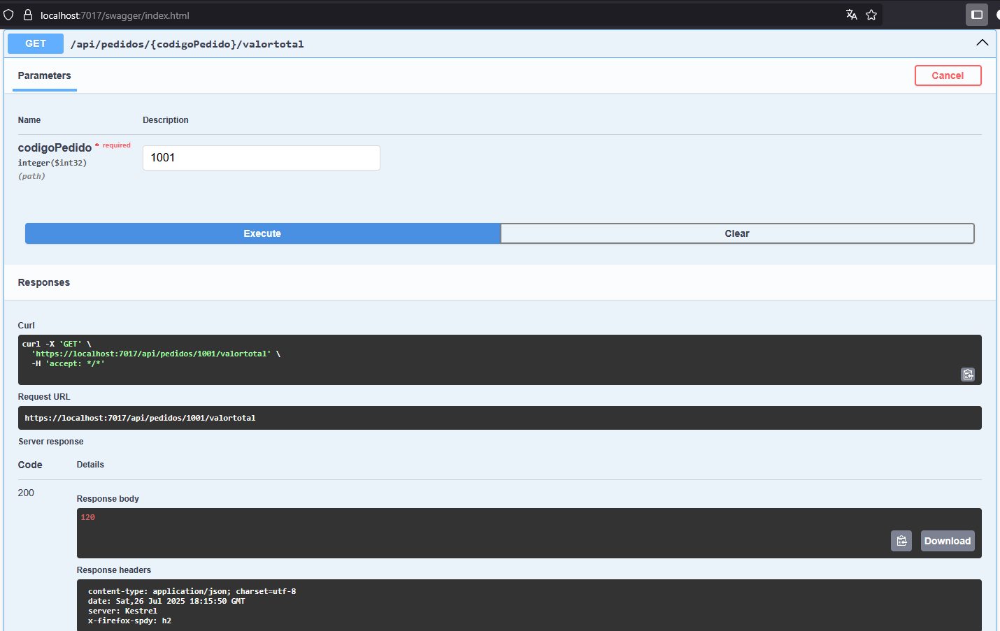 localhost:7017/swagger/index.html
GET /api/pedidos/{codigoPedido}/valortotal
Parameters
Cancel
Name Description
codigoPedido * required
integer($int32)
(path)
1001
Execute
Clear
Responses
Curl
curl -X 'GET' \
'https://localhost:7017/api/pedidos/1001/valortotal' \
-H 'accept: */*'
Request URL
https://localhost:7017/api/pedidos/1001/valortotal
Server response
Code Details
200
Response body
120
Download
Response headers
content-type: application/json; charset=utf-8
date: Sat,26 Jul 2025 18:15:50 GMT
server: Kestrel
x-firefox-spdy: h2